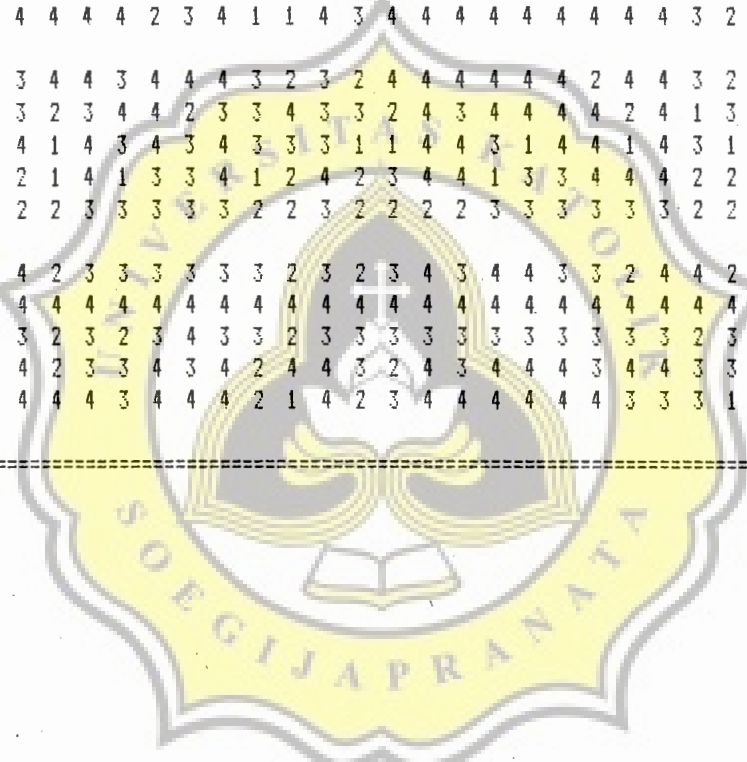 4 4 4 4 2 3 4 1 1 4 3 4 4 4 4 4 4 4 4 4 3 2
3 4 4 3 4 4 4 3 2 3 2 4 4 4 4 4 4 2 4 4 3 2
3 2 3 4 4 2 3 3 4 3 3 2 4 3 4 4 4 4 2 4 1 3
4 1 4 3 4 3 4 3 3 3 1 1 4 4 3 1 4 4 1 4 3 1
2 1 4 1 3 3 4 1 2 4 2 3 4 4 1 3 3 4 4 4 2 2
2 2 3 3 3 3 3 2 2 3 2 2 2 2 3 3 3 3 3 3 2 2
4 2 3 3 3 3 3 3 2 3 2 3 4 3 4 4 3 3 2 4 4 2
4 4 4 4 4 4 4 4 4 4 4 4 4 4 4 4 4 4 4 4 4 4
3 2 3 2 3 4 3 3 2 3 3 3 3 3 3 3 3 3 3 3 2 3
4 2 3 3 4 3 4 2 4 4 3 2 4 3 4 4 4 3 4 4 3 3
4 4 4 3 4 4 4 2 1 4 2 3 4 4 4 4 4 4 3 3 3 1
UNIVERSITAS KATOLIK
SOEGIJAPRANATA